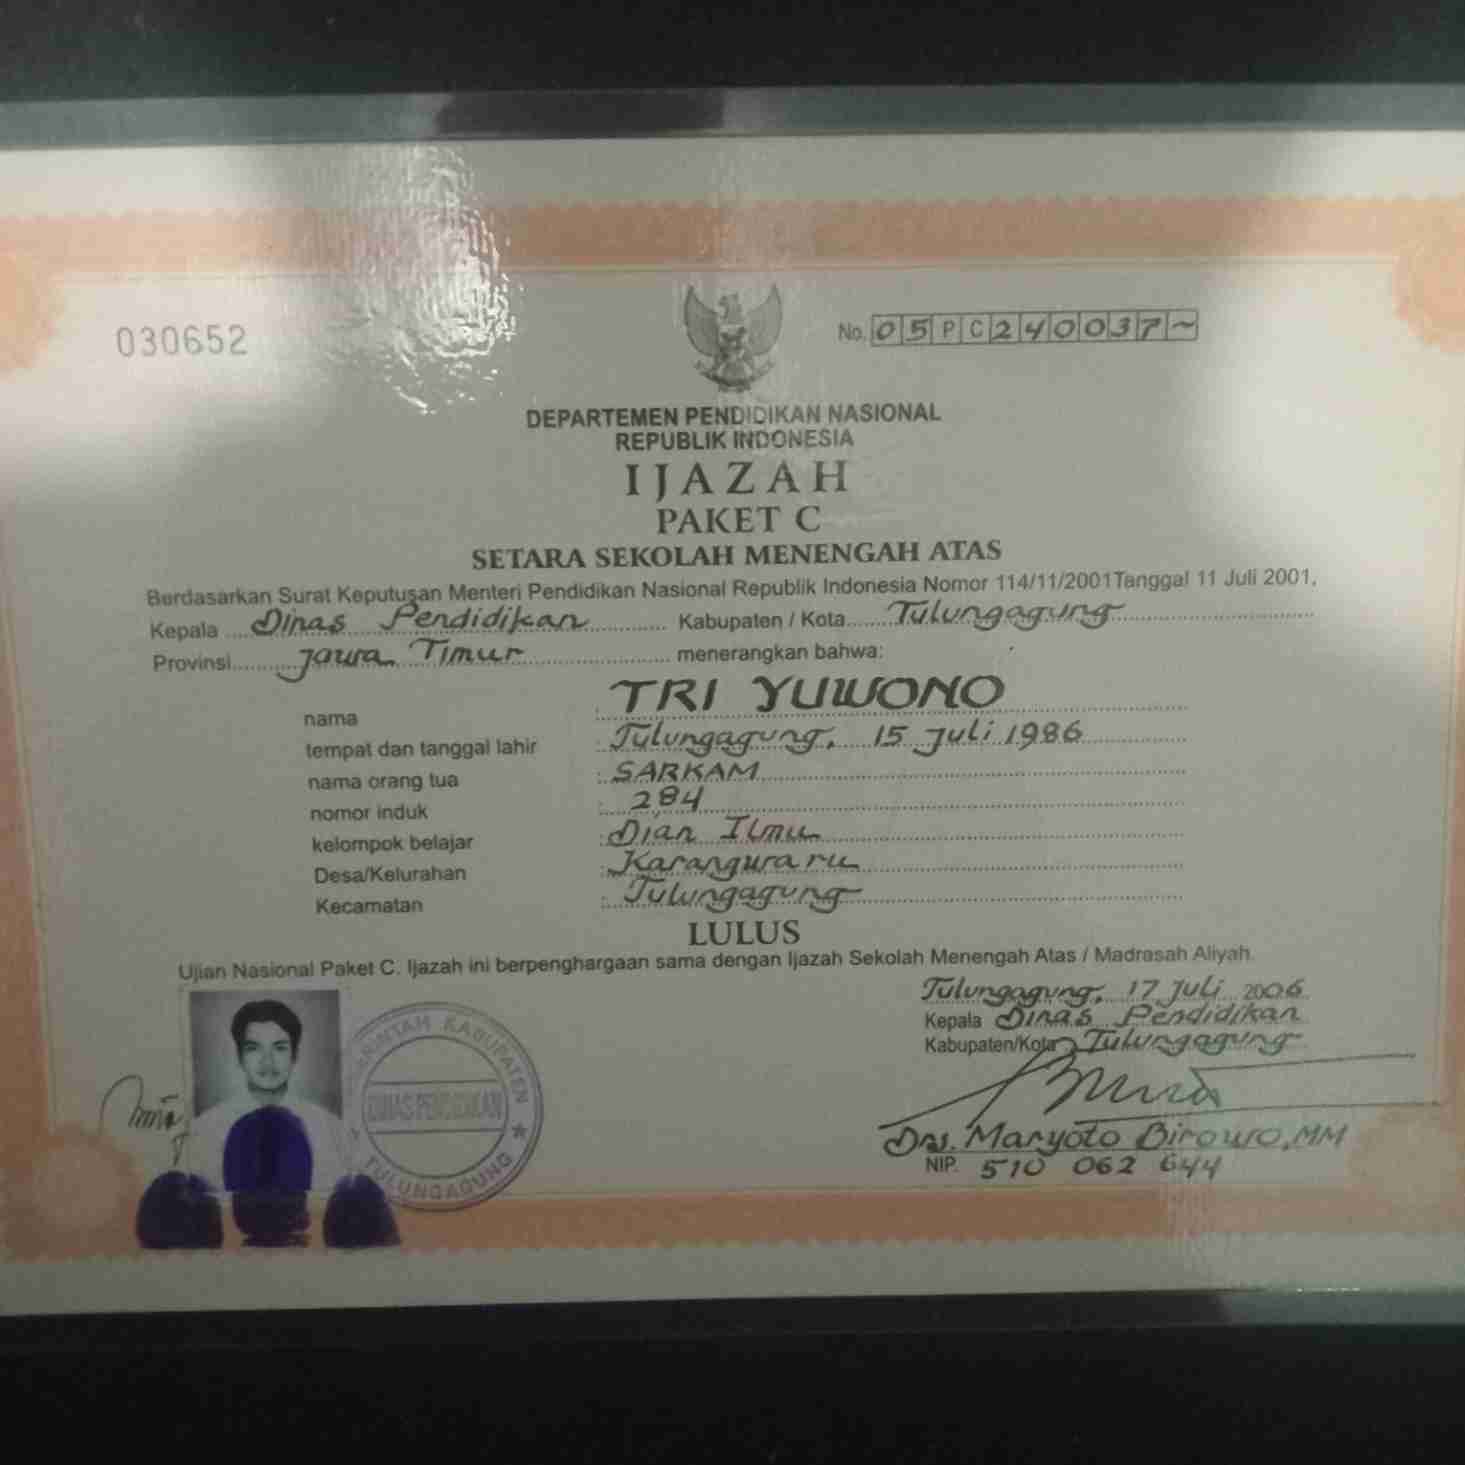 030652
No. 05PC240037~
DEPARTEMEN PENDIDIKAN NASIONAL
REPUBLIK INDONESIA
IJAZAH
PAKET C
SETARA SEKOLAH MENENGAH ATAS
Berdasarkan Surat Keputusan Menteri Pendidikan Nasional Republik Indonesia Nomor 114/11/2001Tanggal 11 Juli 2001,
Kepala Dinas Pendidikan Kabupaten / Kota Tulungagung
Provinsi Jawa Timur menerangkan bahwa:
nama : TRI YUWONO
tempat dan tanggal lahir : Tulungagung, 15 Juli 1986
nama orang tua : SARKAM
nomor induk : 284
kelompok belajar : Dian Ilmu
Desa/Kelurahan : Karangwaru
Kecamatan : Tulungagung
LULUS
Ujian Nasional Paket C. Ijazah ini berpenghargaan sama dengan Ijazah Sekolah Menengah Atas / Madrasah Aliyah.
Tulungagung, 17 Juli 2006
Kepala Dinas Pendidikan
Kabupaten/Kota Tulungagung
Drs. Maryoto Birowo, MM
NIP. 510 062 644
PEMERINTAH KABUPATEN
DINAS PENDIDIKAN
TULUNGAGUNG